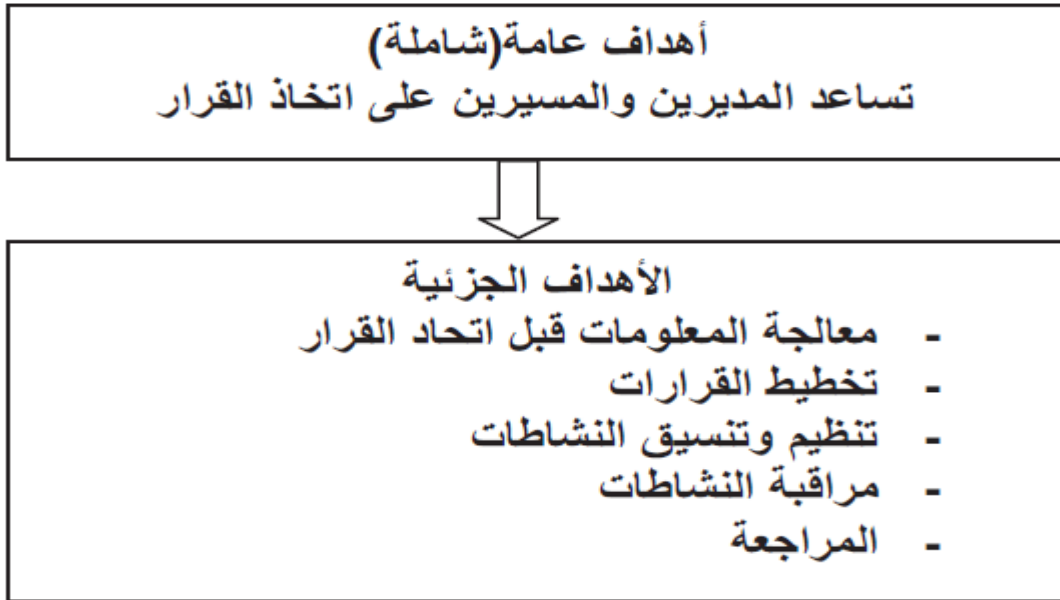 أهداف عامة(شاملة)
تساعد المديرين والمسيرين على اتخاذ القرار
الأهداف الجزئية
- معالجة المعلومات قبل اتحاد القرار
- تخطيط القرارات
- تنظيم وتنسيق النشاطات
- مراقبة النشاطات
- المراجعة